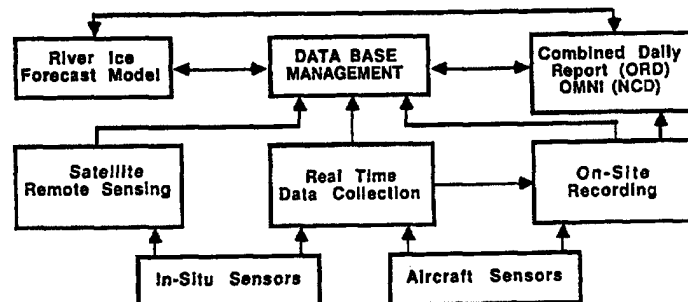 River Ice
Forecast Model
DATA BASE
MANAGEMENT
Combined Daily
Report (ORD)
OMNI (NCD)
Satellite
Remote Sensing
Real Time
Data Collection
On-Site
Recording
In-Situ Sensors
Aircraft Sensors